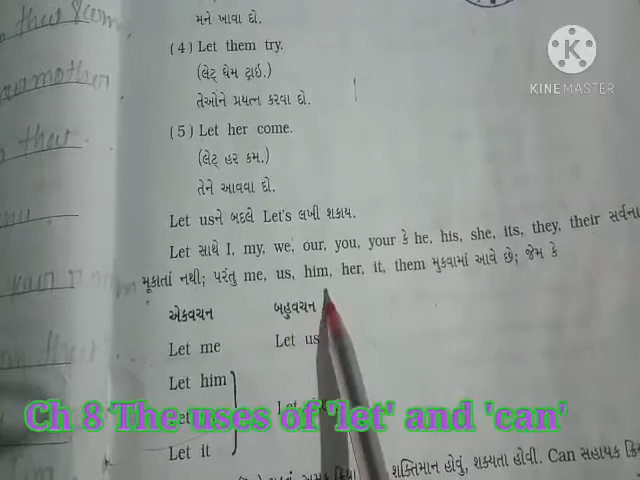 their
મને ખાવા દો.
(4) Let them try.
(લેટ્ ધેમ ટ્રાઇ.)
તેઓને પ્રયત્ન કરવા દો.
(5) Let her come.
(લેટ્ હર કમ.)
તેને આવવા દો.
Let usને બદલે Let's લખી શકાય.
Let સાથે I, my, we, our, you, your કે he, his, she, its, they, their સર્વના
મૂકાતાં નથી; પરંતુ me, us, him, her, it, them મુકવામાં આવે છે; જેમ કે
એકવચન બહુવચન
Let me Let us
Let him
Let it
શક્તિમાન હોવું, શક્યતા હોવી. Can સહાયક
Ch 8 The uses of 'let' and 'can'
KINEMASTER